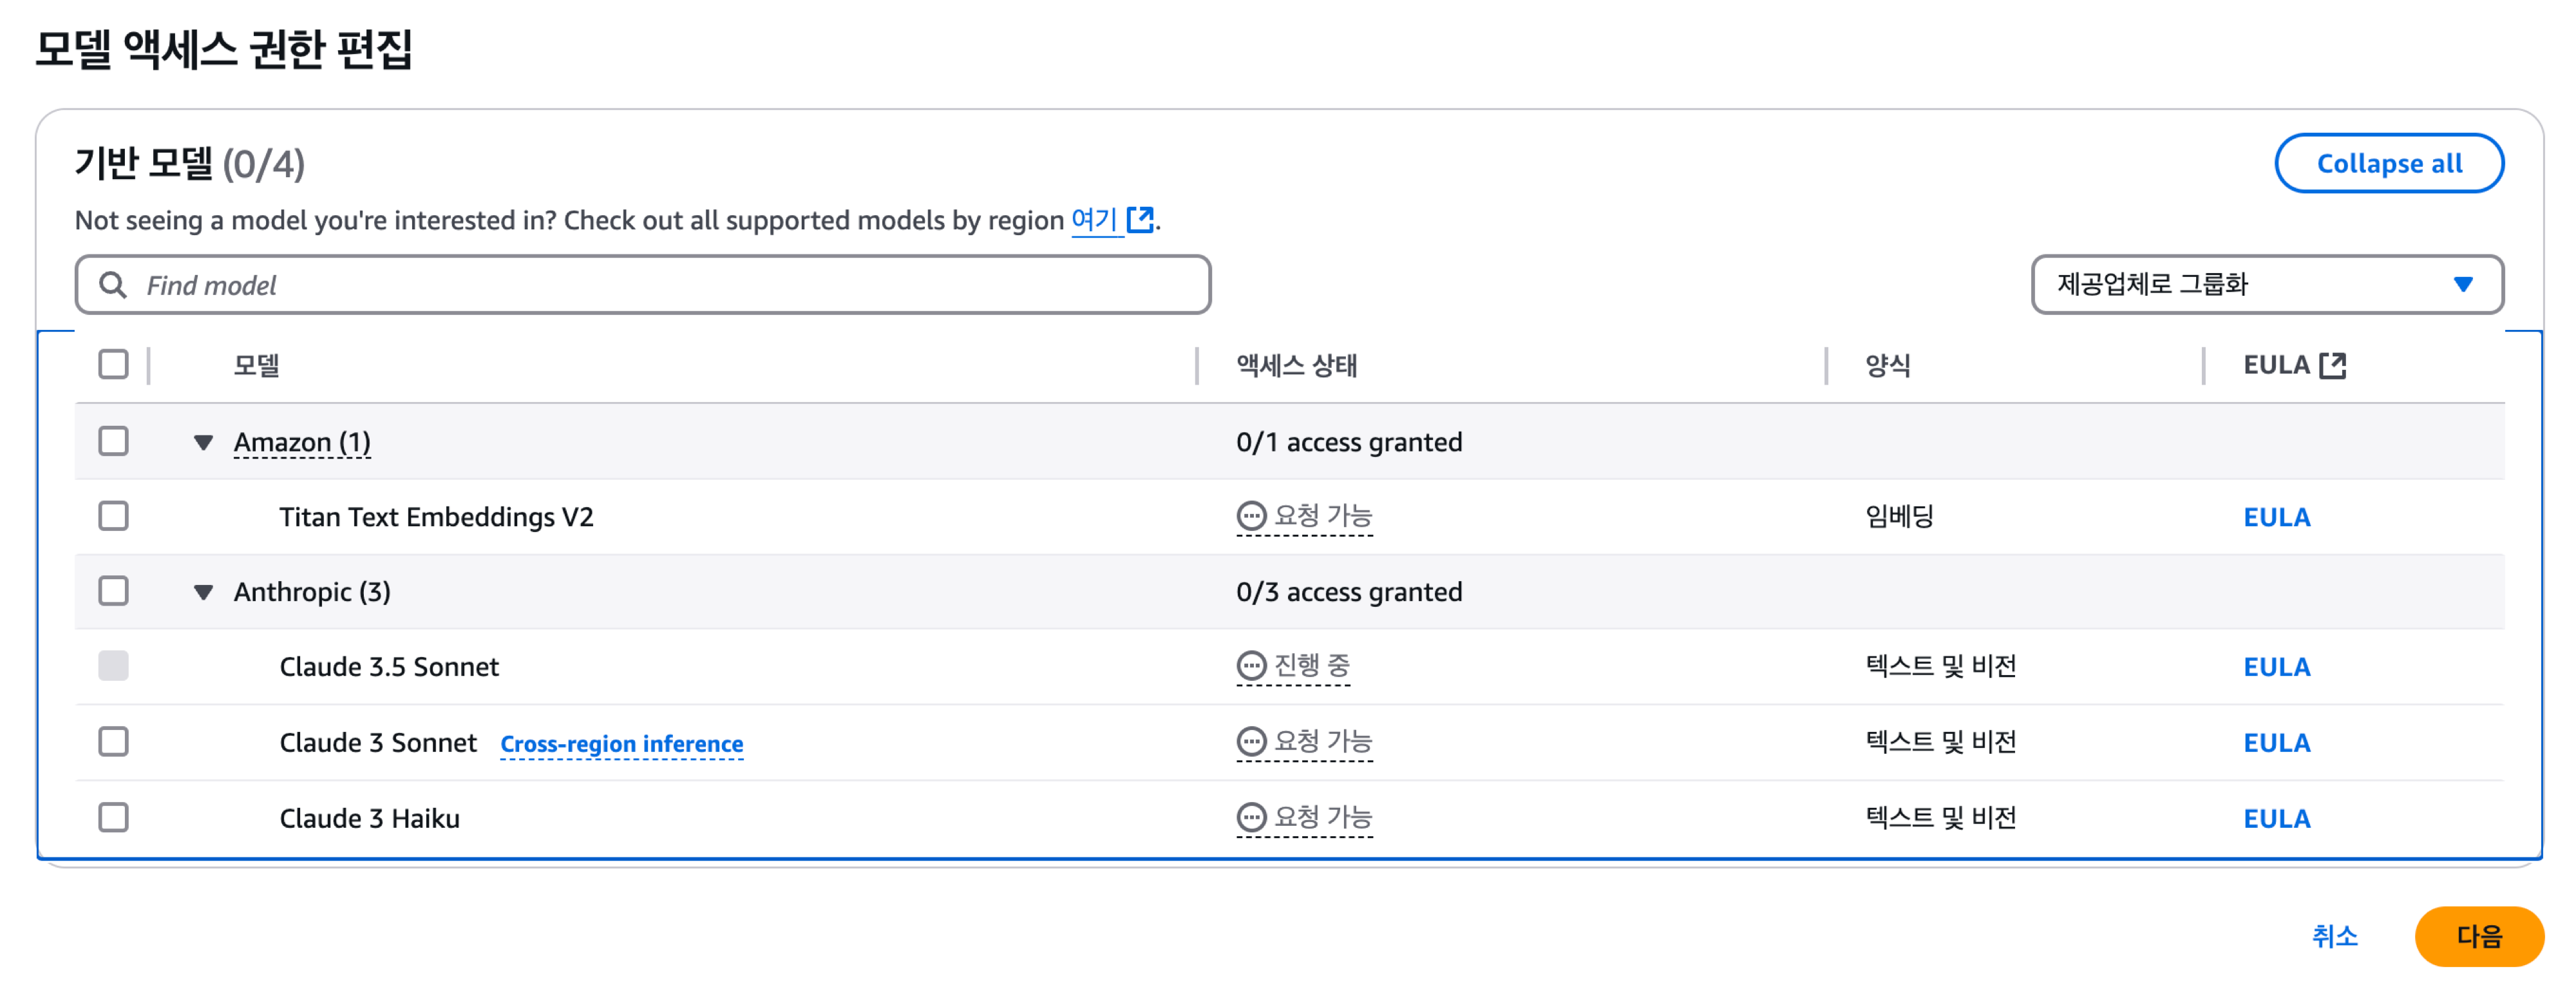 모델 액세스 권한 편집
기반 모델 (0/4)
Collapse all
Not seeing a model you're interested in? Check out all supported models by region 여기.
Find model
제공업체로 그룹화
모델 액세스 상태 양식 EULA
Amazon (1) 0/1 access granted
Titan Text Embeddings V2 요청 가능 임베딩 EULA
Anthropic (3) 0/3 access granted
Claude 3.5 Sonnet 진행 중 텍스트 및 비전 EULA
Claude 3 Sonnet Cross-region inference 요청 가능 텍스트 및 비전 EULA
Claude 3 Haiku 요청 가능 텍스트 및 비전 EULA
취소 다음